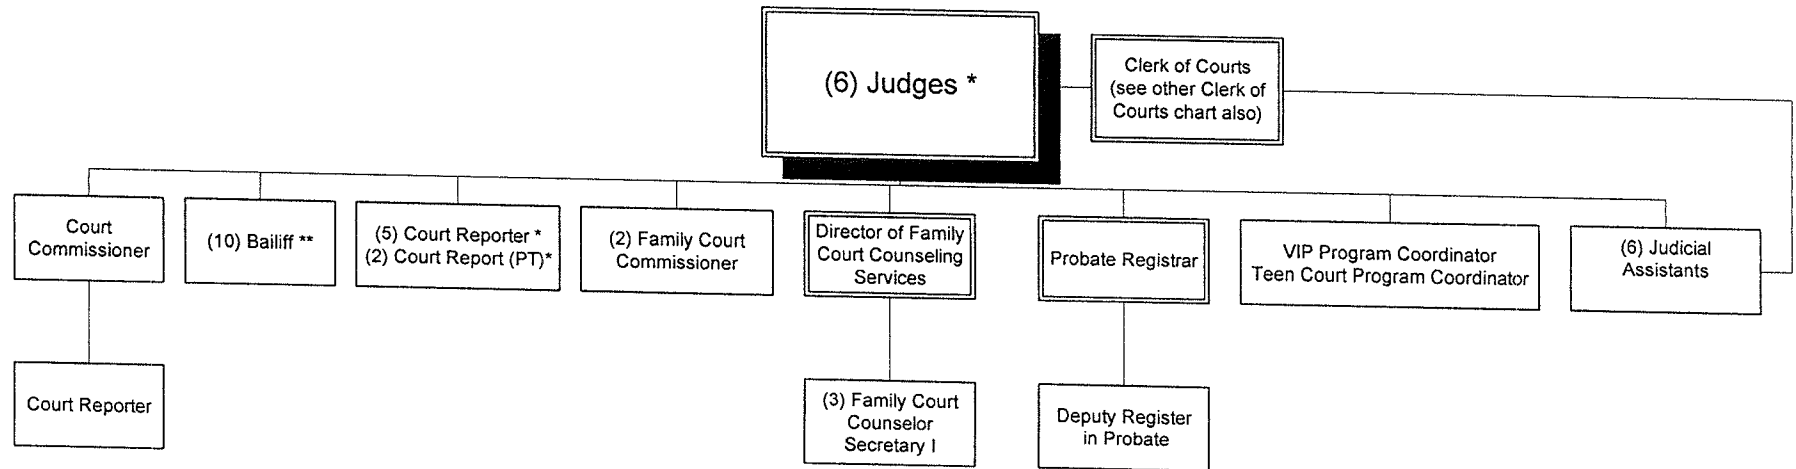 (6) Judges *
Clerk of Courts
(see other Clerk of
Courts chart also)
Court
Commissioner
(10) Bailiff **
(5) Court Reporter *
(2) Court Report (PT)*
(2) Family Court
Commissioner
Director of Family
Court Counseling
Services
Probate Registrar
VIP Program Coordinator
Teen Court Program Coordinator
(6) Judicial
Assistants
Court Reporter
(3) Family Court
Counselor
Secretary I
Deputy Register
in Probate